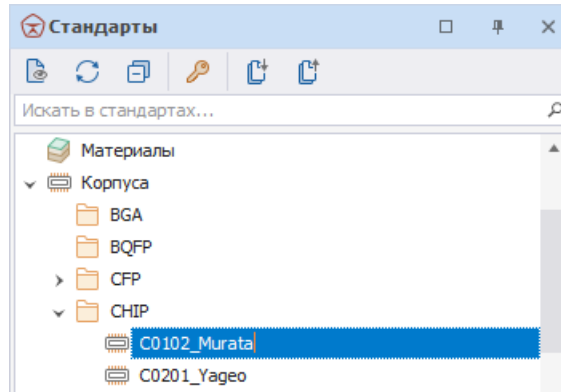 Стандарты
Искать в стандартах...
Материалы
Корпуса
BGA
BQFP
CFP
CHIP
C0102_Murata
C0201_Yageo